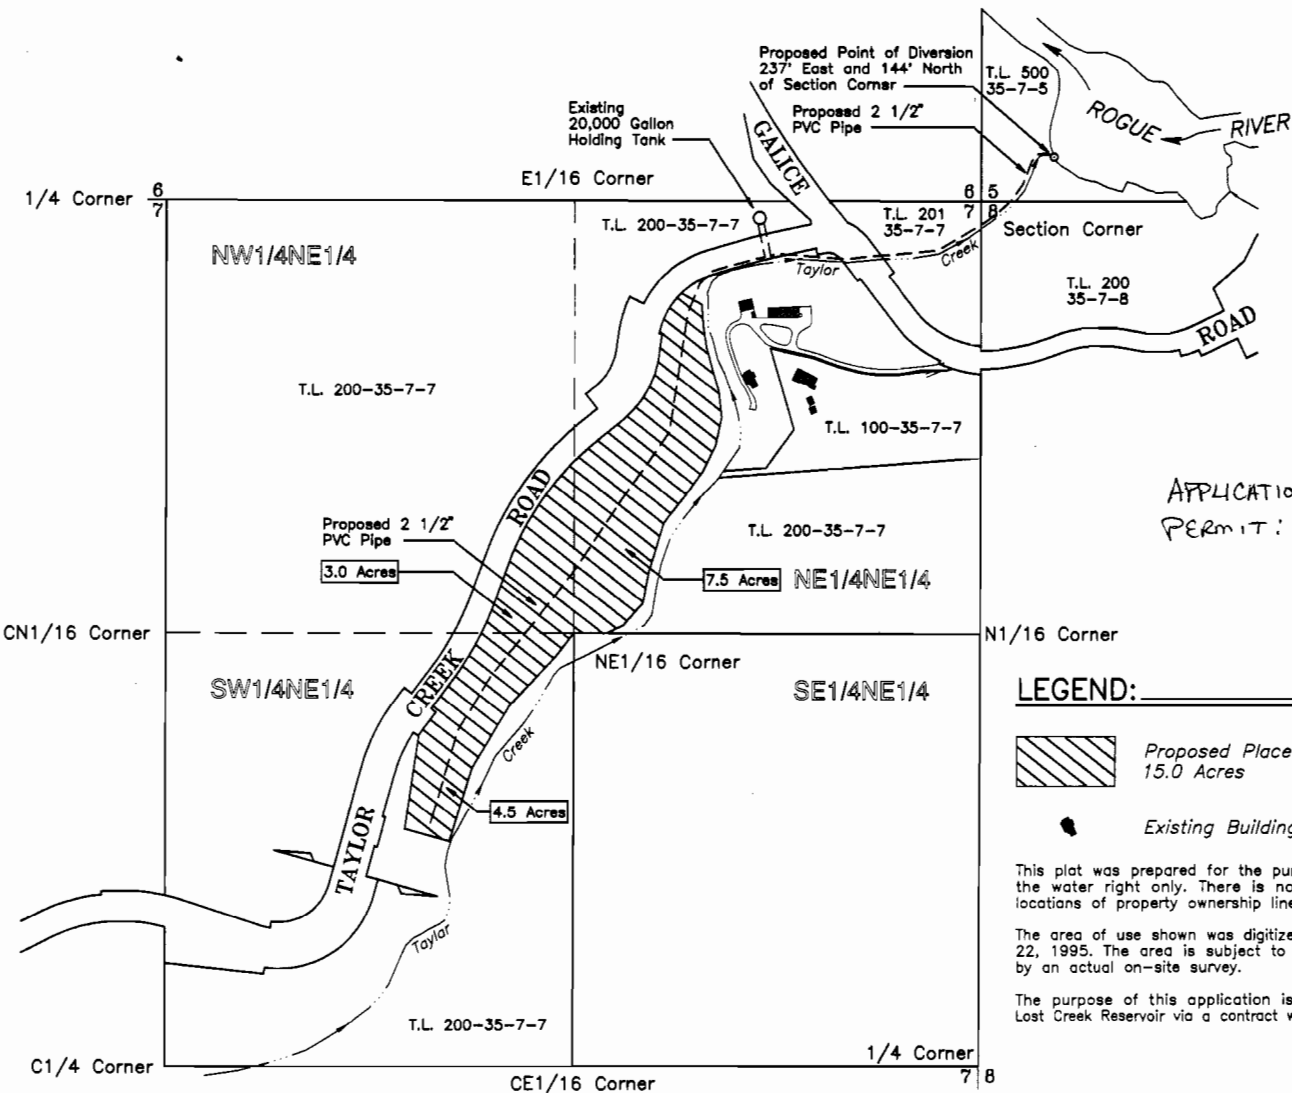 Proposed Point of Diversion
237' East and 144' North
of Section Corner
T.L. 500
35-7-5
ROGUE
RIVER
Existing
20,000 Gallon
Holding Tank
Proposed 2 1/2"
PVC Pipe
GALICE
1/4 Corner
6
7
E1/16 Corner
6 5
7 8
T.L. 200-35-7-7
T.L. 201
35-7-7
Section Corner
NW1/4NE1/4
Taylor
Creek
T.L. 200
35-7-8
ROAD
T.L. 200-35-7-7
T.L. 100-35-7-7
ROAD
APPLICATIO
PERMIT:
Proposed 2 1/2"
PVC Pipe
T.L. 200-35-7-7
3.0 Acres
7.5 Acres
NE1/4NE1/4
CN1/16 Corner
N1/16 Corner
NE1/16 Corner
CREEK
SW1/4NE1/4
SE1/4NE1/4
LEGEND:
Creek
Proposed Place
15.0 Acres
4.5 Acres
TAYLOR
Existing Building
This plat was prepared for the pu
the water right only. There is no
locations of property ownership line
Taylor
The area of use shown was digitize
22, 1995. The area is subject to
by an actual on-site survey.
The purpose of this application is
Lost Creek Reservoir via a contract w
T.L. 200-35-7-7
C1/4 Corner
1/4 Corner
7 8
CE1/16 Corner